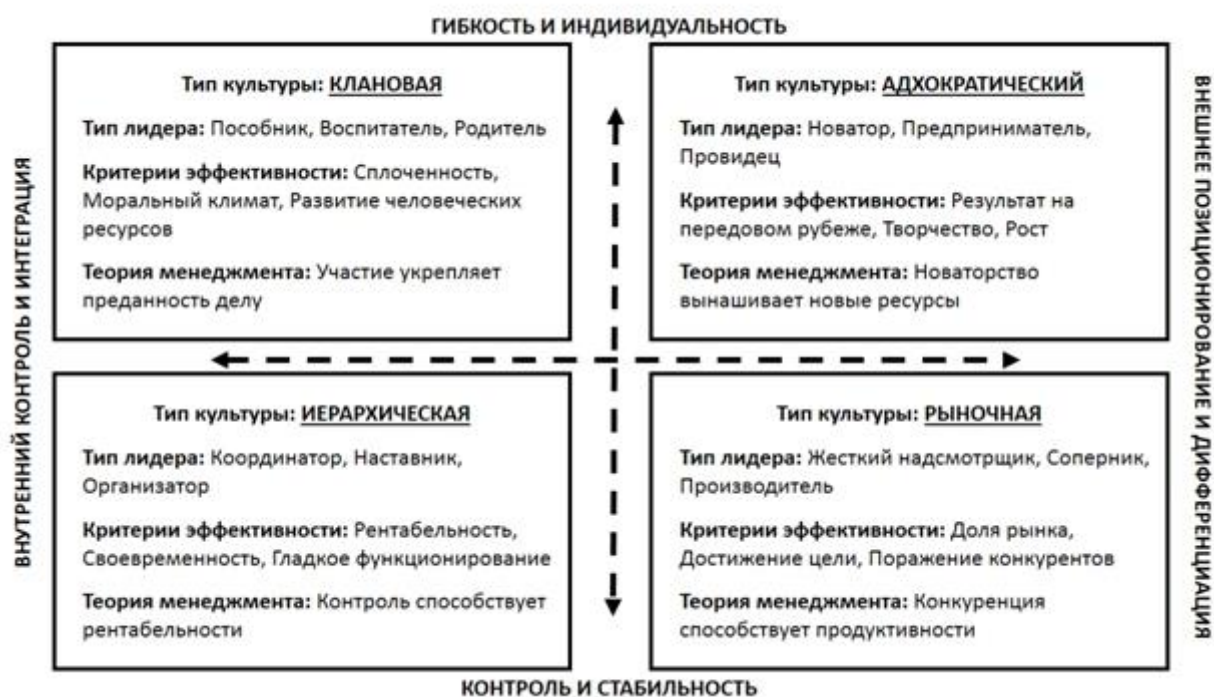 ГИБКОСТЬ И ИНДИВИДУАЛЬНОСТЬ
ВНУТРЕННИЙ КОНТРОЛЬ И ИНТЕГРАЦИЯ
Тип культуры: КЛАНОВАЯ
Тип лидера: Пособник, Воспитатель, Родитель
Критерии эффективности: Сплоченность,
Моральный климат, Развитие человеческих
ресурсов
Теория менеджмента: Участие укрепляет
преданность делу
Тип культуры: АДХОКРАТИЧЕСКИЙ
Тип лидера: Новатор, Предприниматель,
Провидец
Критерии эффективности: Результат на
передовом рубеже, Творчество, Рост
Теория менеджмента: Новаторство
вынашивает новые ресурсы
Тип культуры: ИЕРАРХИЧЕСКАЯ
Тип лидера: Координатор, Наставник,
Организатор
Критерии эффективности: Рентабельность,
Своевременность, Гладкое функционирование
Теория менеджмента: Контроль способствует
рентабельности
Тип культуры: РЫНОЧНАЯ
Тип лидера: Жесткий надсмотрщик, Соперник,
Производитель
Критерии эффективности: Доля рынка,
Достижение цели, Поражение конкурентов
Теория менеджмента: Конкуренция
способствует продуктивности
ВНЕШНЕЕ ПОЗИЦИОНИРОВАНИЕ И ДИФФЕРЕНЦИАЦИЯ
КОНТРОЛЬ И СТАБИЛЬНОСТЬ